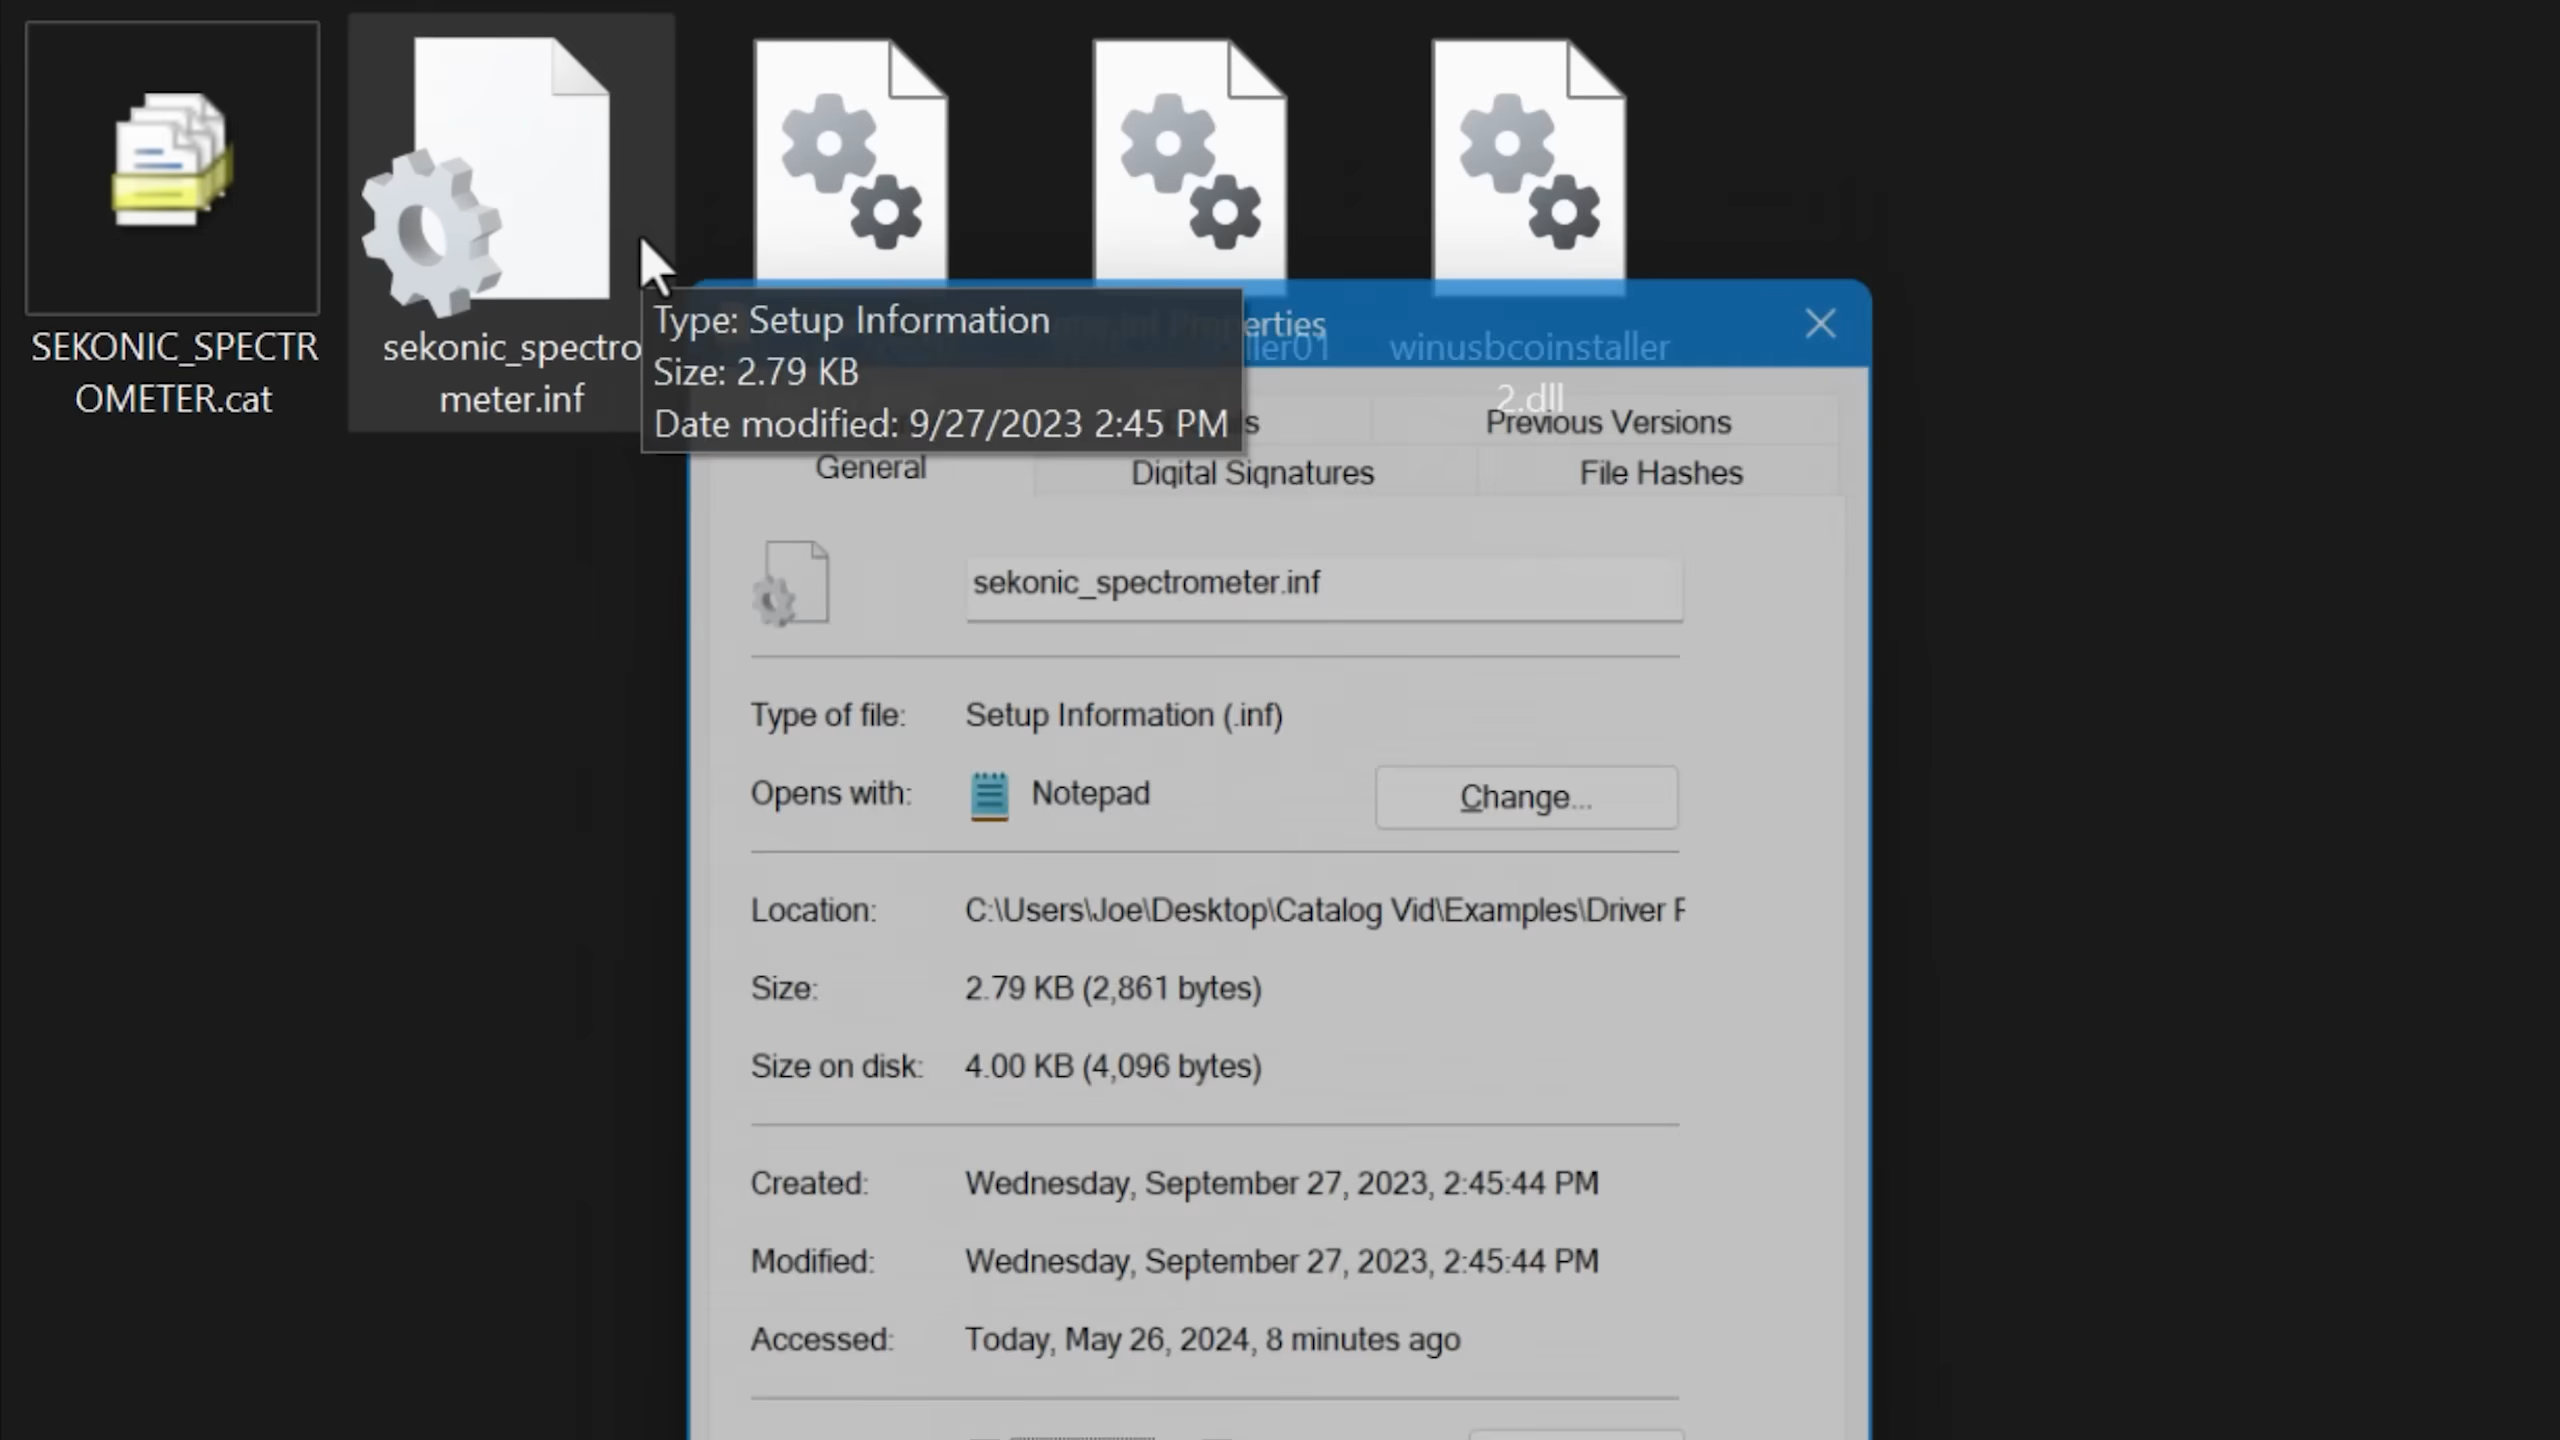 SEKONIC_SPECTR
OMETER.cat
sekonic_spectro
meter.inf
Type: Setup Information
Size: 2.79 KB
Date modified: 9/27/2023 2:45 PM
erties
ller01
winusbcoinstaller
2.dll
Previous Versions
General
Digital Signatures
File Hashes
sekonic_spectrometer.inf
Type of file: Setup Information (.inf)
Opens with: Notepad
Change...
Location: C:\Users\Joe\Desktop\Catalog Vid\Examples\Driver F
Size: 2.79 KB (2,861 bytes)
Size on disk: 4.00 KB (4,096 bytes)
Created: Wednesday, September 27, 2023, 2:45:44 PM
Modified: Wednesday, September 27, 2023, 2:45:44 PM
Accessed: Today, May 26, 2024, 8 minutes ago